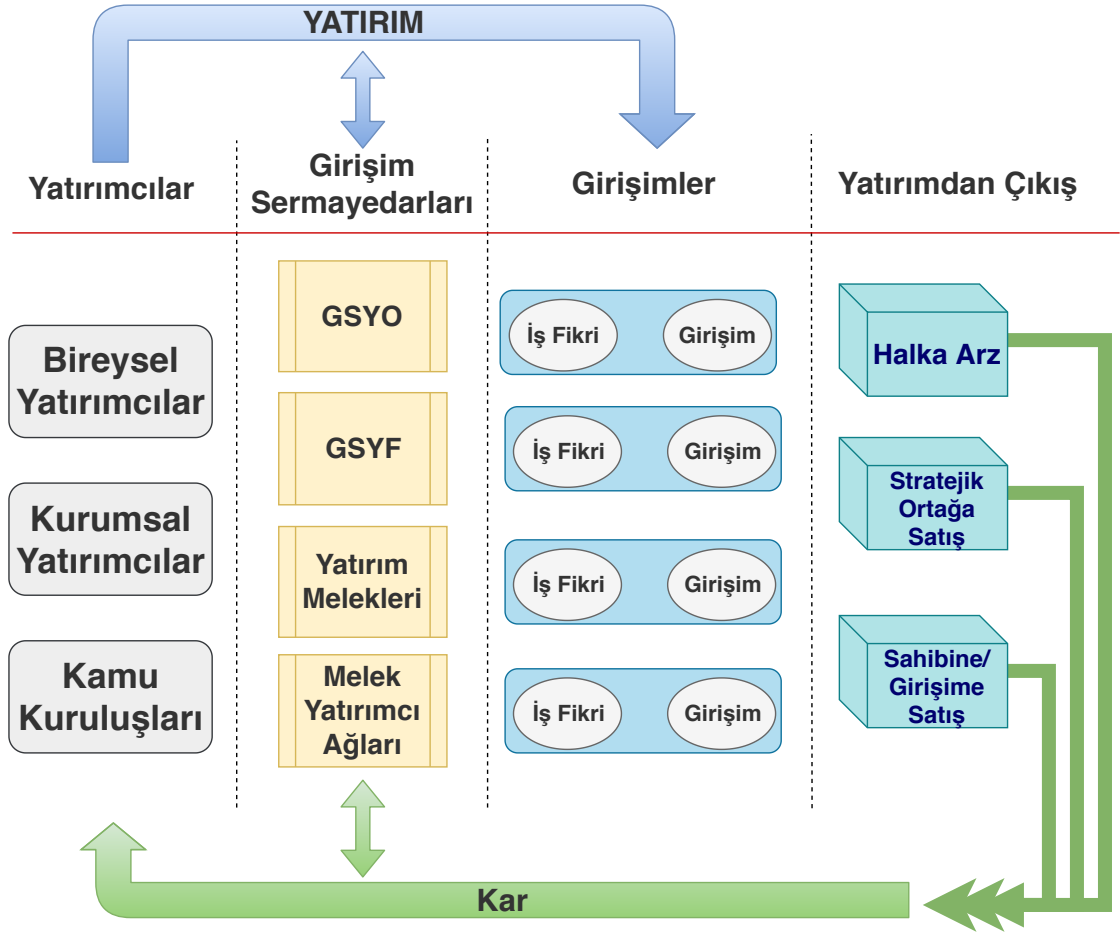 YATIRIM
Yatırımcılar
Girişim
Sermayedarları
Girişimler
Yatırımdan Çıkış
Bireysel
Yatırımcılar
Kurumsal
Yatırımcılar
Kamu
Kuruluşları
GSYO
GSYF
Yatırım
Melekleri
Melek
Yatırımcı
Ağları
İş Fikri
Girişim
İş Fikri
Girişim
İş Fikri
Girişim
İş Fikri
Girişim
Halka Arz
Stratejik
Ortağa
Satış
Sahibine/
Girişime
Satış
Kar